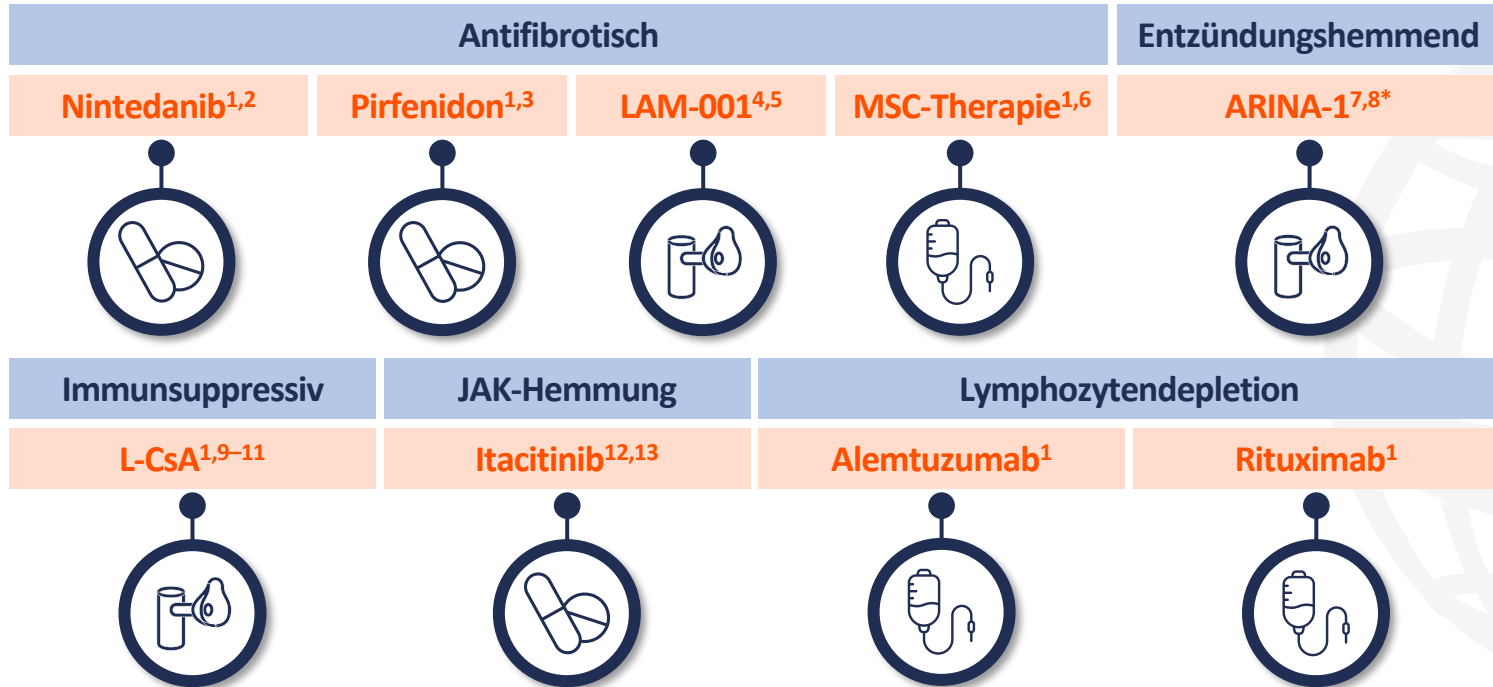 Antifibrotisch
Entzündungshemmend
Nintedanib1,2
Pirfenidon1,3
LAM-0014,5
MSC-Therapie1,6
ARINA-17,8*
Immunsuppressiv
JAK-Hemmung
Lymphozytendepletion
L-CsA1,9–11
Itacitinib12,13
Alemtuzumab1
Rituximab1